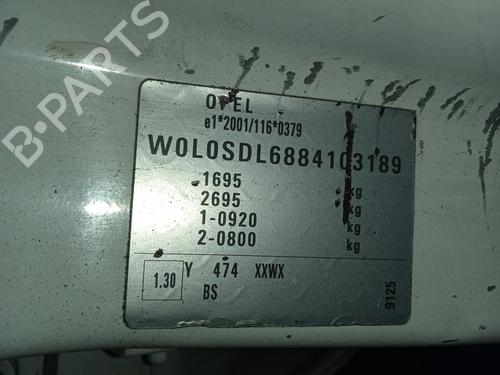 B-PARTS
OPEL
e1*2001/116*0379
W0L0SDL6884103189
1695 kg
2695 kg
1-0920 kg
2-0800 kg
1.30 Y 474 XXWX
BS
9125